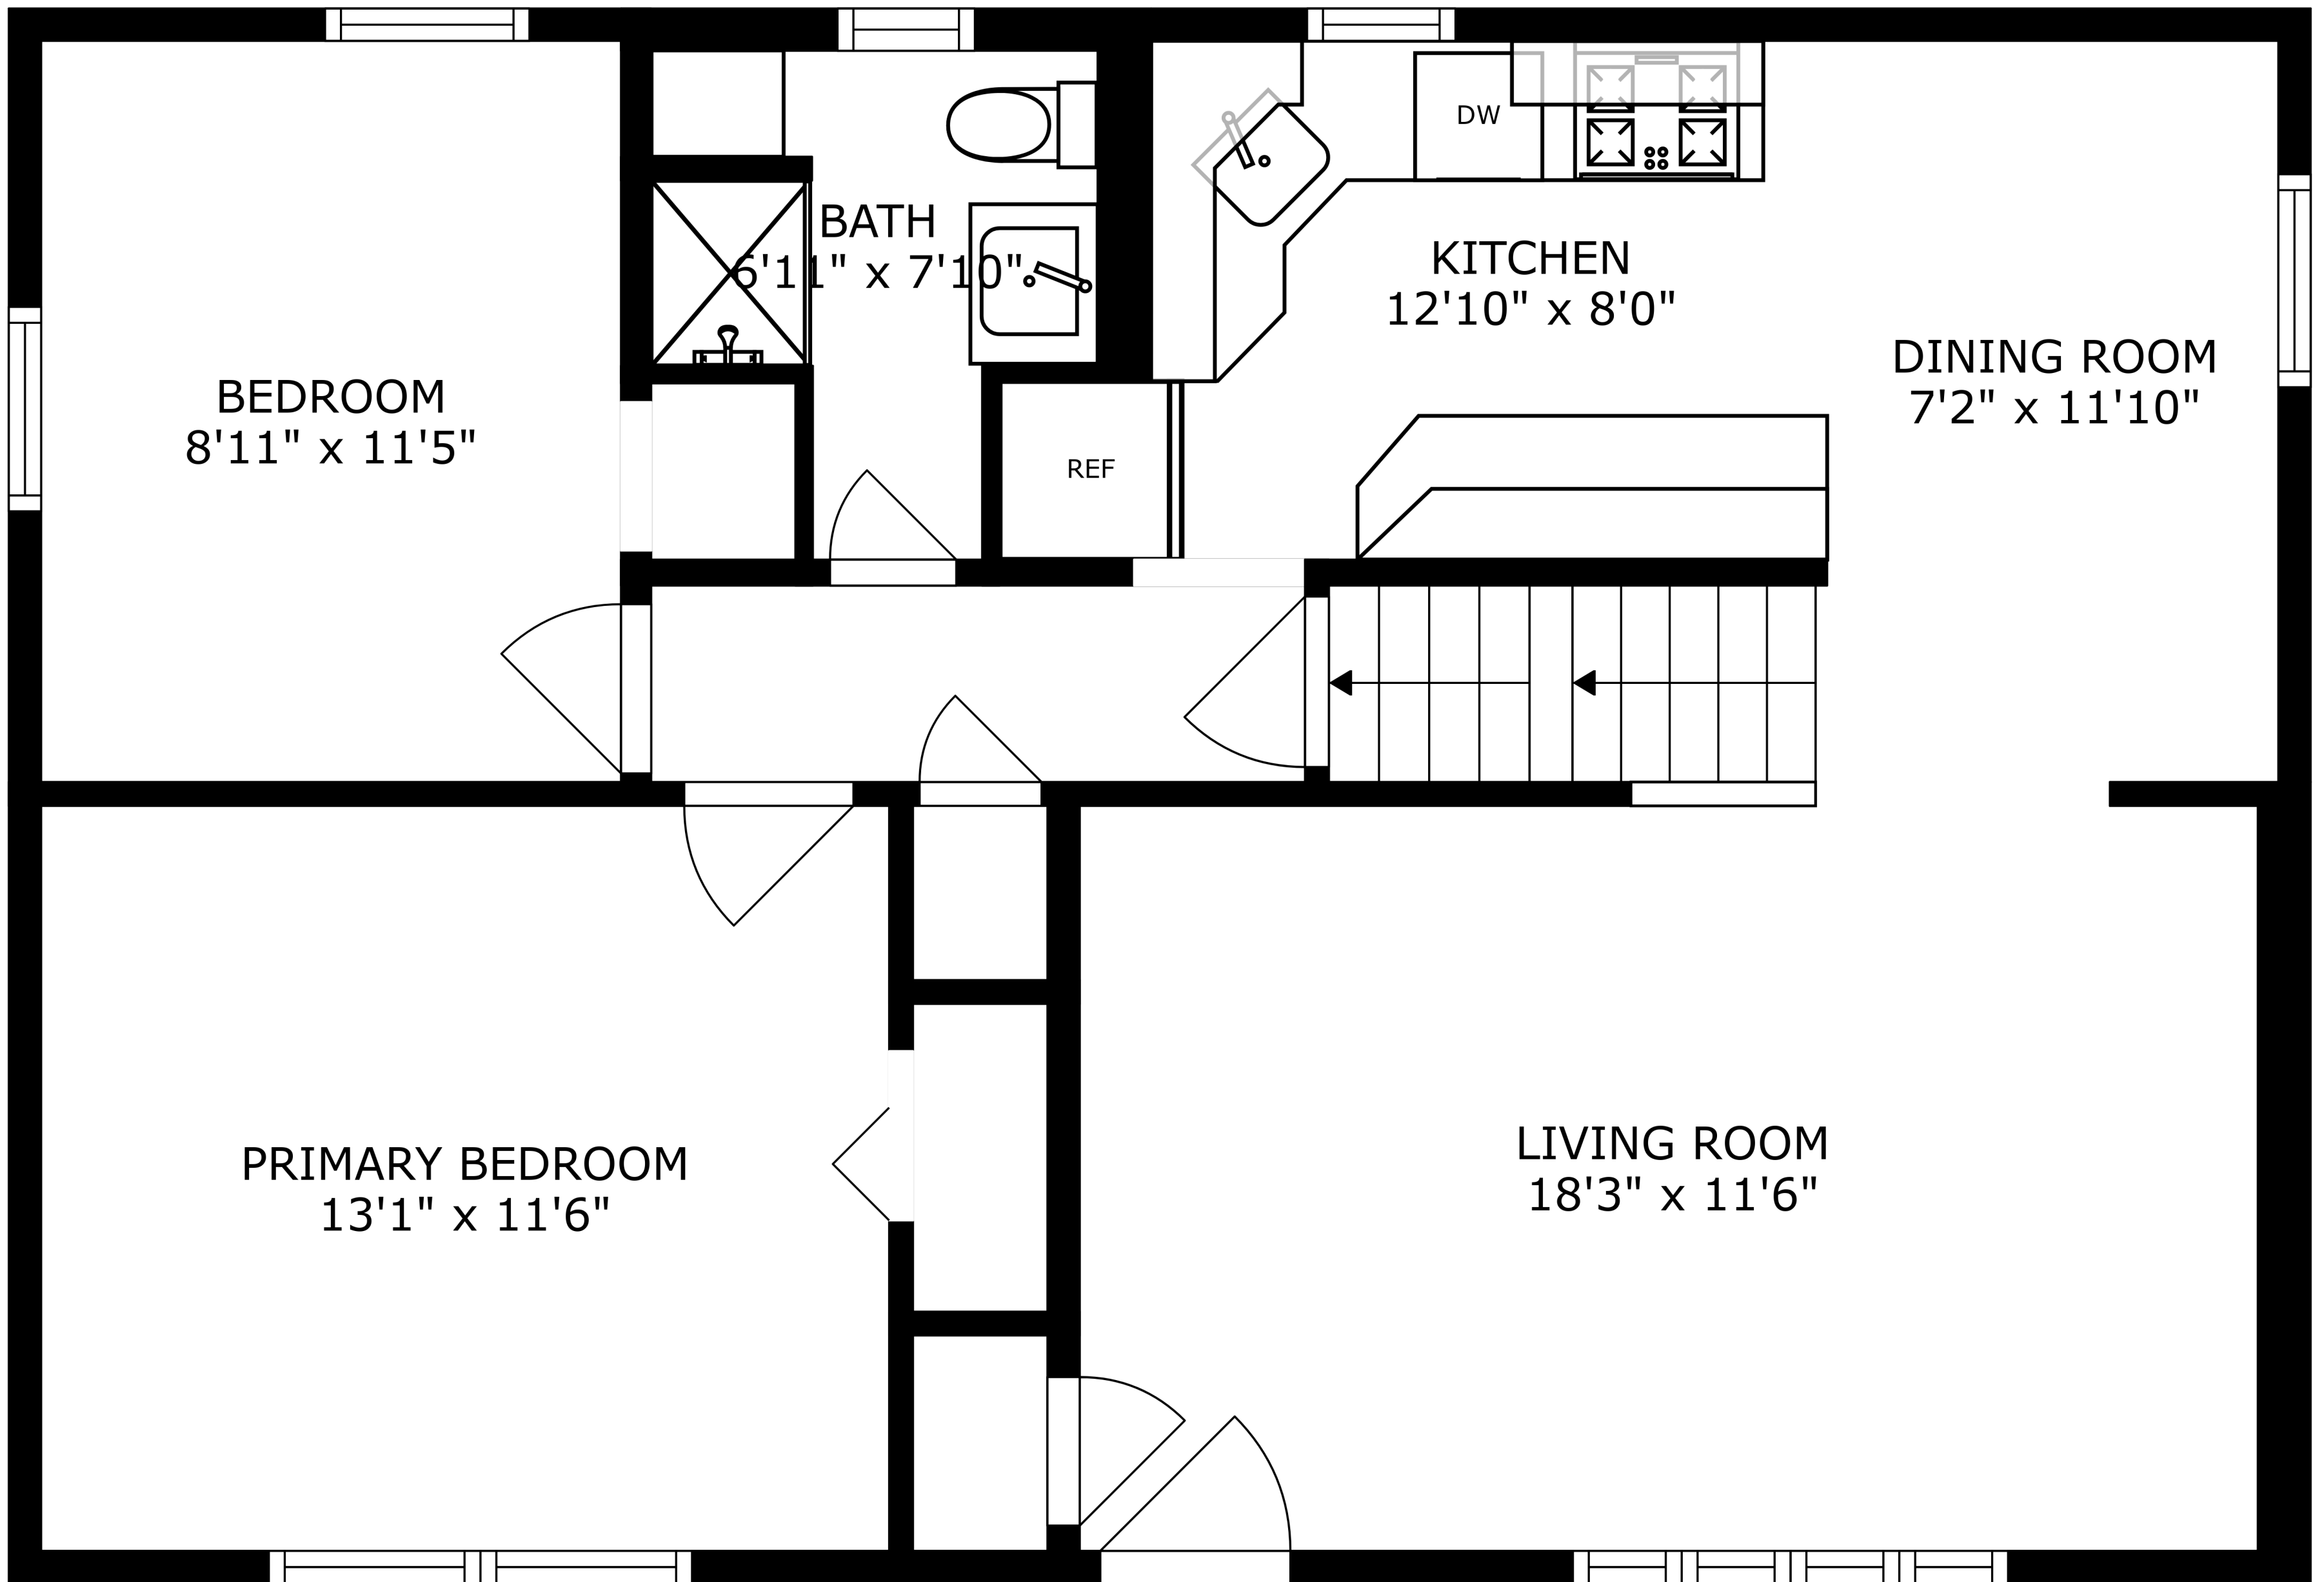 DW
BATH
6'11" x 7'10"
KITCHEN
12'10" x 8'0"
DINING ROOM
7'2" x 11'10"
BEDROOM
8'11" x 11'5"
REF
PRIMARY BEDROOM
13'1" x 11'6"
LIVING ROOM
18'3" x 11'6"